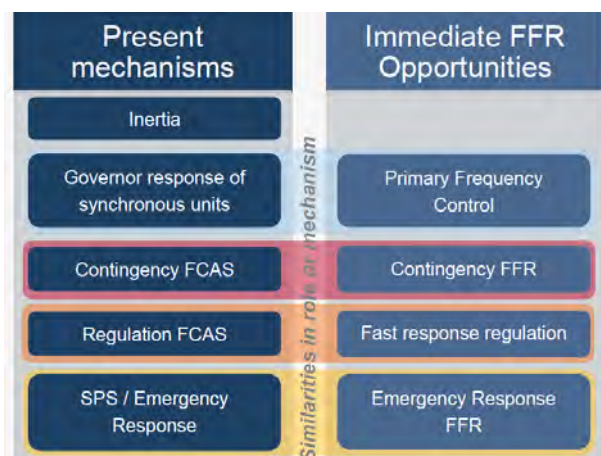 Present
mechanisms
Immediate FFR
Opportunities
Inertia
Governor response of
synchronous units
Primary Frequency
Control
Contingency FCAS
Contingency FFR
Regulation FCAS
Fast response regulation
SPS / Emergency
Response
Emergency Response
FFR
Similarities in role or mechanism